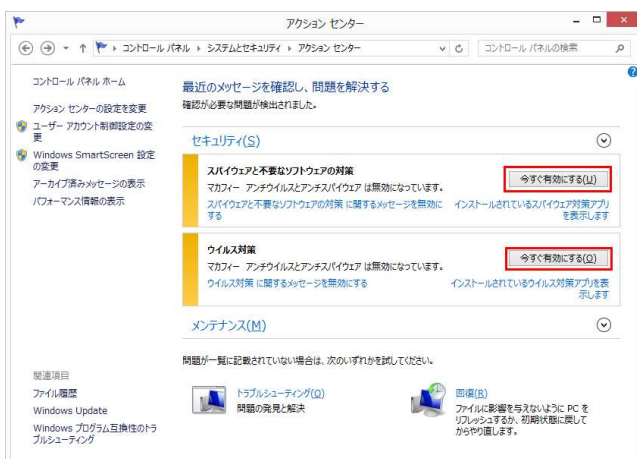 アクション センター
コントロール パネル ▸ システムとセキュリティ ▸ アクション センター
コントロール パネルの検索
コントロール パネル ホーム
アクション センターの設定を変更
ユーザー アカウント制御設定の変
更
Windows SmartScreen 設定
の変更
アーカイブ済みメッセージの表示
パフォーマンス情報の表示
最近のメッセージを確認し、問題を解決する
確認が必要な問題が検出されました。
セキュリティ(S)
スパイウェアと不要なソフトウェアの対策
マカフィー アンチウイルスとアンチスパイウェア は無効になっています。
今すぐ有効にする(U)
スパイウェアと不要なソフトウェアの対策 に関するメッセージを無効に
する
インストールされているスパイウェア対策アプリ
を表示します
ウイルス対策
マカフィー アンチウイルスとアンチスパイウェア は無効になっています。
今すぐ有効にする(O)
ウイルス対策 に関するメッセージを無効にする
インストールされているウイルス対策アプリを表
示します
メンテナンス(M)
問題が一覧に記載されていない場合は、次のいずれかを試してください。
トラブルシューティング(O)
問題の発見と解決
回復(R)
ファイルに影響を与えないように PC を
リフレッシュするか、初期状態に戻して
からやり直します。
関連項目
ファイル履歴
Windows Update
Windows プログラム互換性のトラ
ブルシューティング